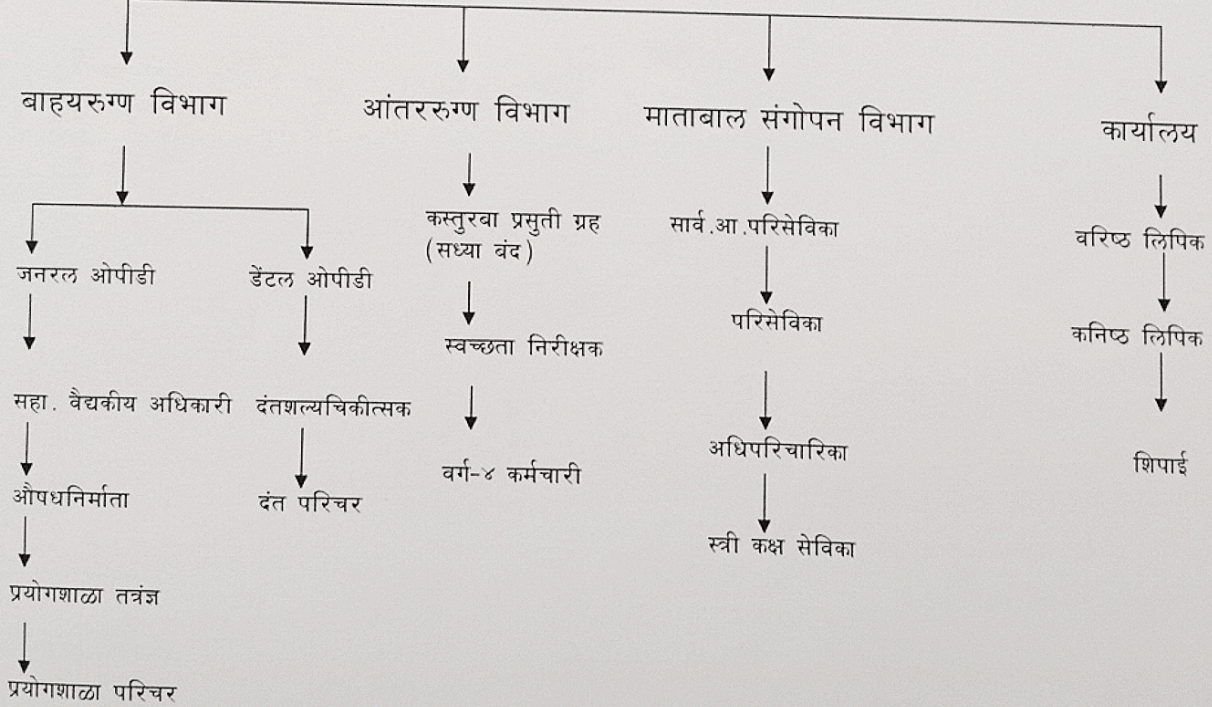 बाहयरुग्ण विभाग
आंतररुग्ण विभाग
माताबाल संगोपन विभाग
कार्यालय
जनरल ओपीडी
डेंटल ओपीडी
कस्तुरबा प्रसुती ग्रह
(सध्या बंद)
सार्व.आ.परिसेविका
वरिष्ठ लिपिक
स्वच्छता निरीक्षक
परिसेविका
कनिष्ठ लिपिक
सहा. वैद्यकीय अधिकारी
दंतशल्यचिकीत्सक
वर्ग-४ कर्मचारी
अधिपरिचारिका
शिपाई
औषधनिर्माता
दंत परिचर
स्त्री कक्ष सेविका
प्रयोगशाळा तत्रंज्ञ
प्रयोगशाळा परिचर